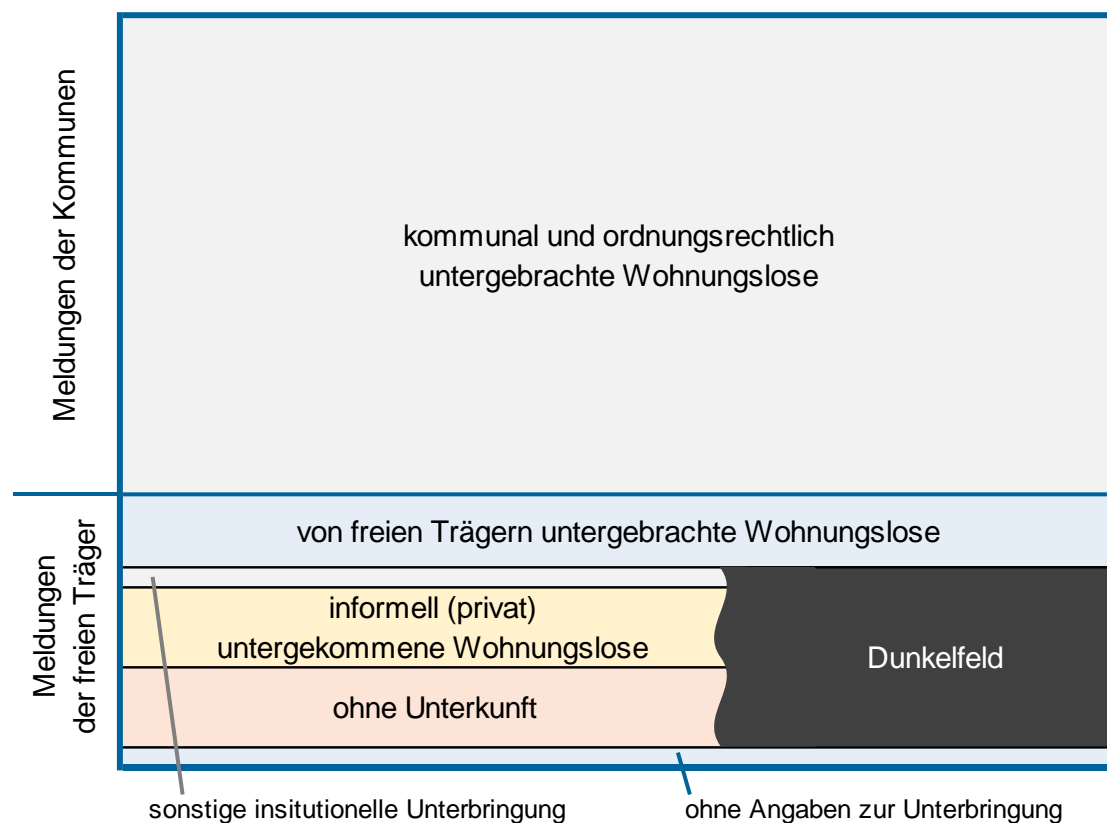 Meldungen der Kommunen
kommunal und ordnungsrechtlich
untergebrachte Wohnungslose
Meldungen
der freien Träger
von freien Trägern untergebrachte Wohnungslose
informell (privat)
untergekommene Wohnungslose
Dunkelfeld
ohne Unterkunft
sonstige insitutionelle Unterbringung
ohne Angaben zur Unterbringung